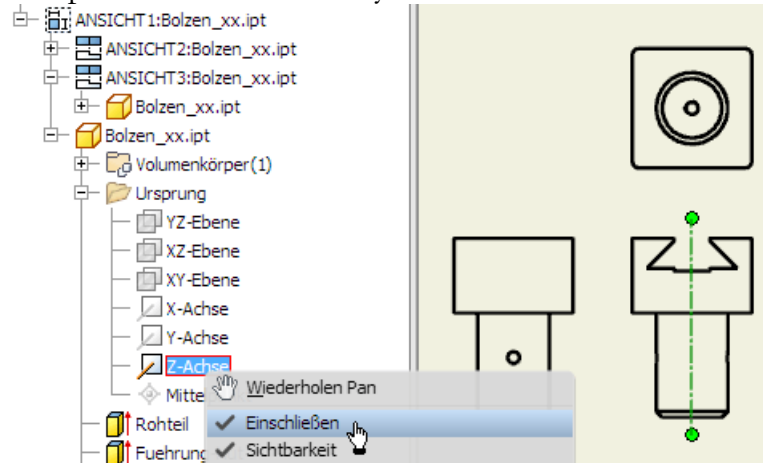 ANSICHT1:Bolzen_xx.ipt
ANSICHT2:Bolzen_xx.ipt
ANSICHT3:Bolzen_xx.ipt
Bolzen_xx.ipt
Bolzen_xx.ipt
Volumenkörper(1)
Ursprung
YZ-Ebene
XZ-Ebene
XY-Ebene
X-Achse
Y-Achse
Z-Achse
Mitte
Wiederholen Pan
Rohteil
Einschließen
Fuehrung
Sichtbarkeit